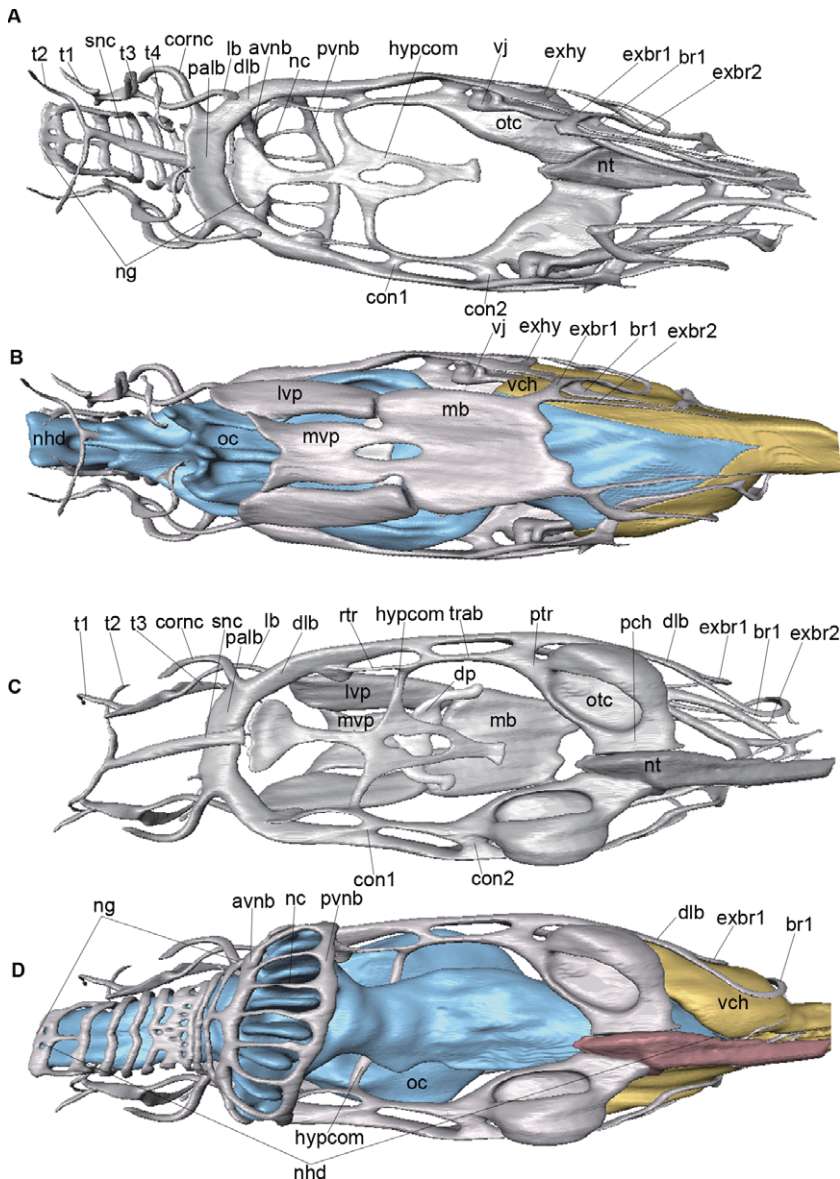 A
t2 t1 snc t3 t4 cornc palb lb dlb avnb nc pvnb hypcom vj exhy exbr1 br1 exbr2
otc
nt
ng
con1
con2
B
vj exhy exbr1 br1 exbr2
vch
lvp
mb
nhd
oc
mvp
C
t1 t2 t3 cornc snc palb lb dlb rtr hypcom trab ptr pch dlb exbr1 br1 exbr2
dp
lvp
otc
mvp
mb
nt
con1
con2
D
ng
avnb nc pvnb
dlb exbr1 br1
vch
oc
hypcom
nhd